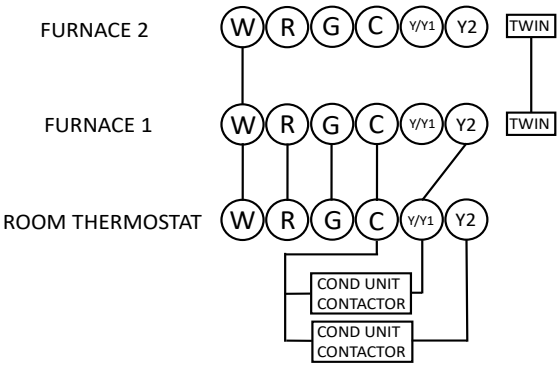 FURNACE 2 W R G C Y/Y1 Y2 TWIN
FURNACE 1 W R G C Y/Y1 Y2 TWIN
ROOM THERMOSTAT W R G C Y/Y1 Y2
COND UNIT
CONTACTOR
COND UNIT
CONTACTOR